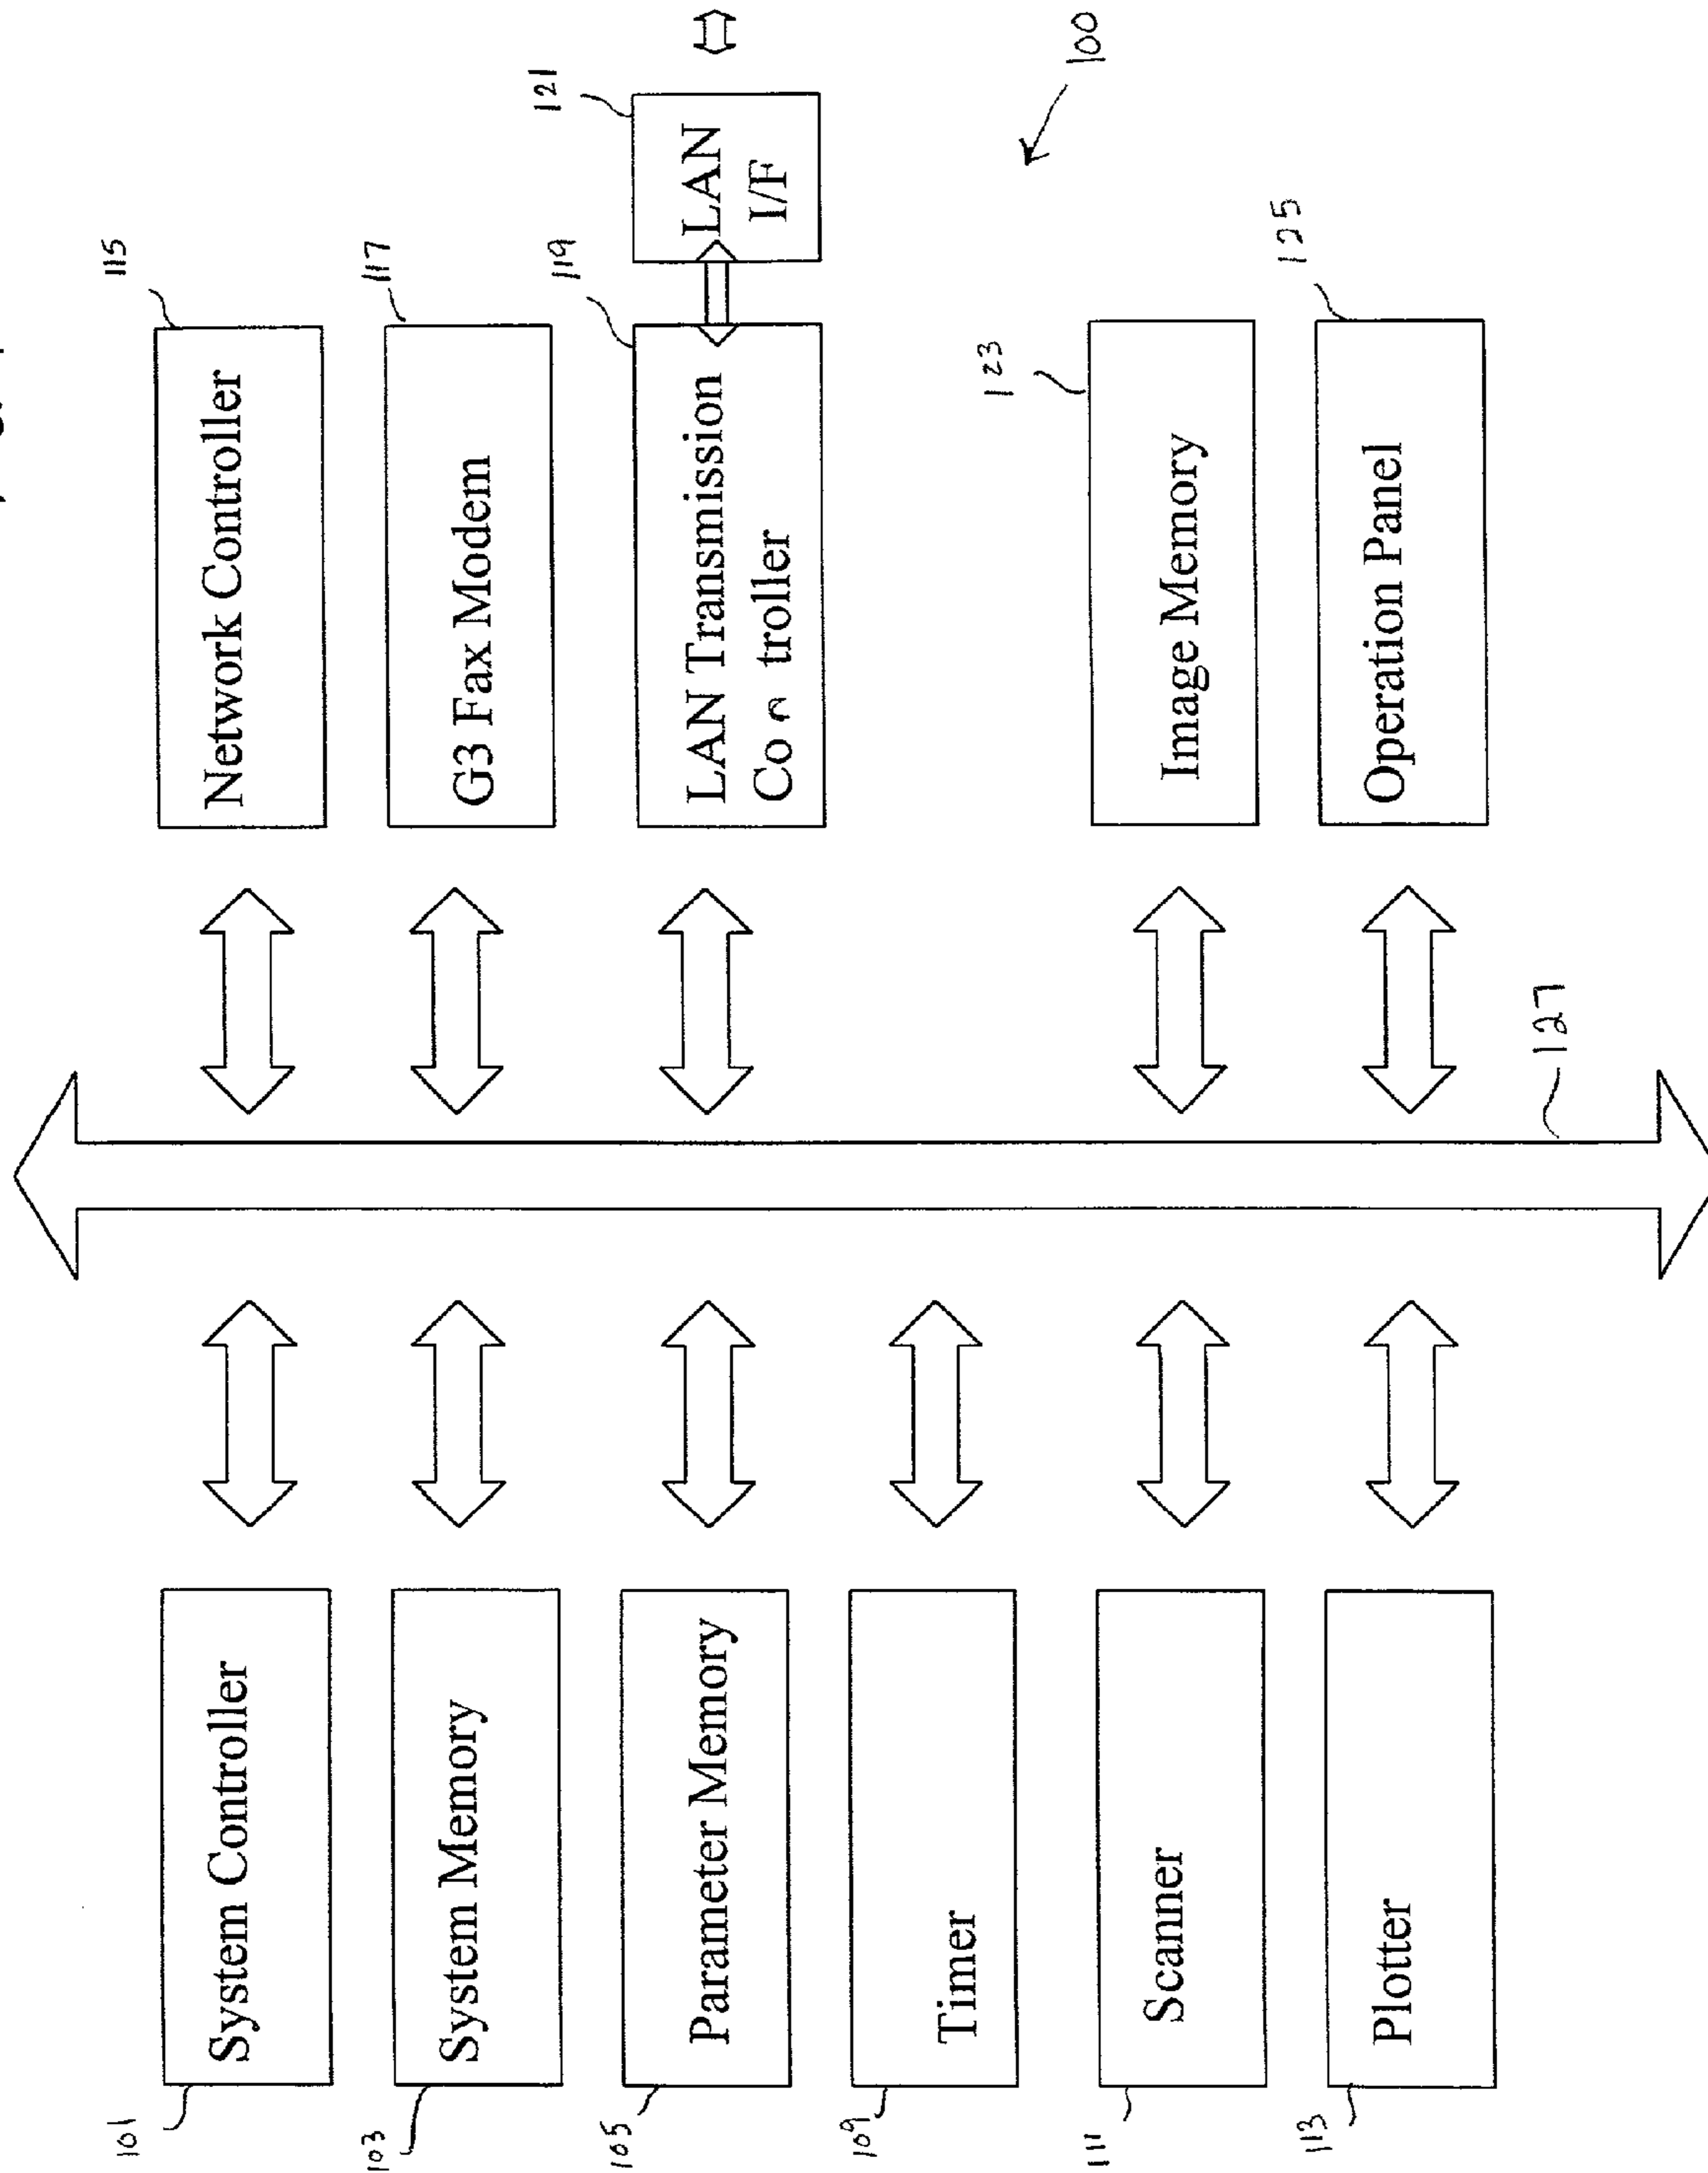 101
System Controller
103
System Memory
105
Parameter Memory
109
Timer
111
Scanner
113
Plotter
115
Network Controller
117
G3 Fax Modem
119
LAN Transmission
Co n troller
121
LAN
I/F
123
Image Memory
125
Operation Panel
127
100